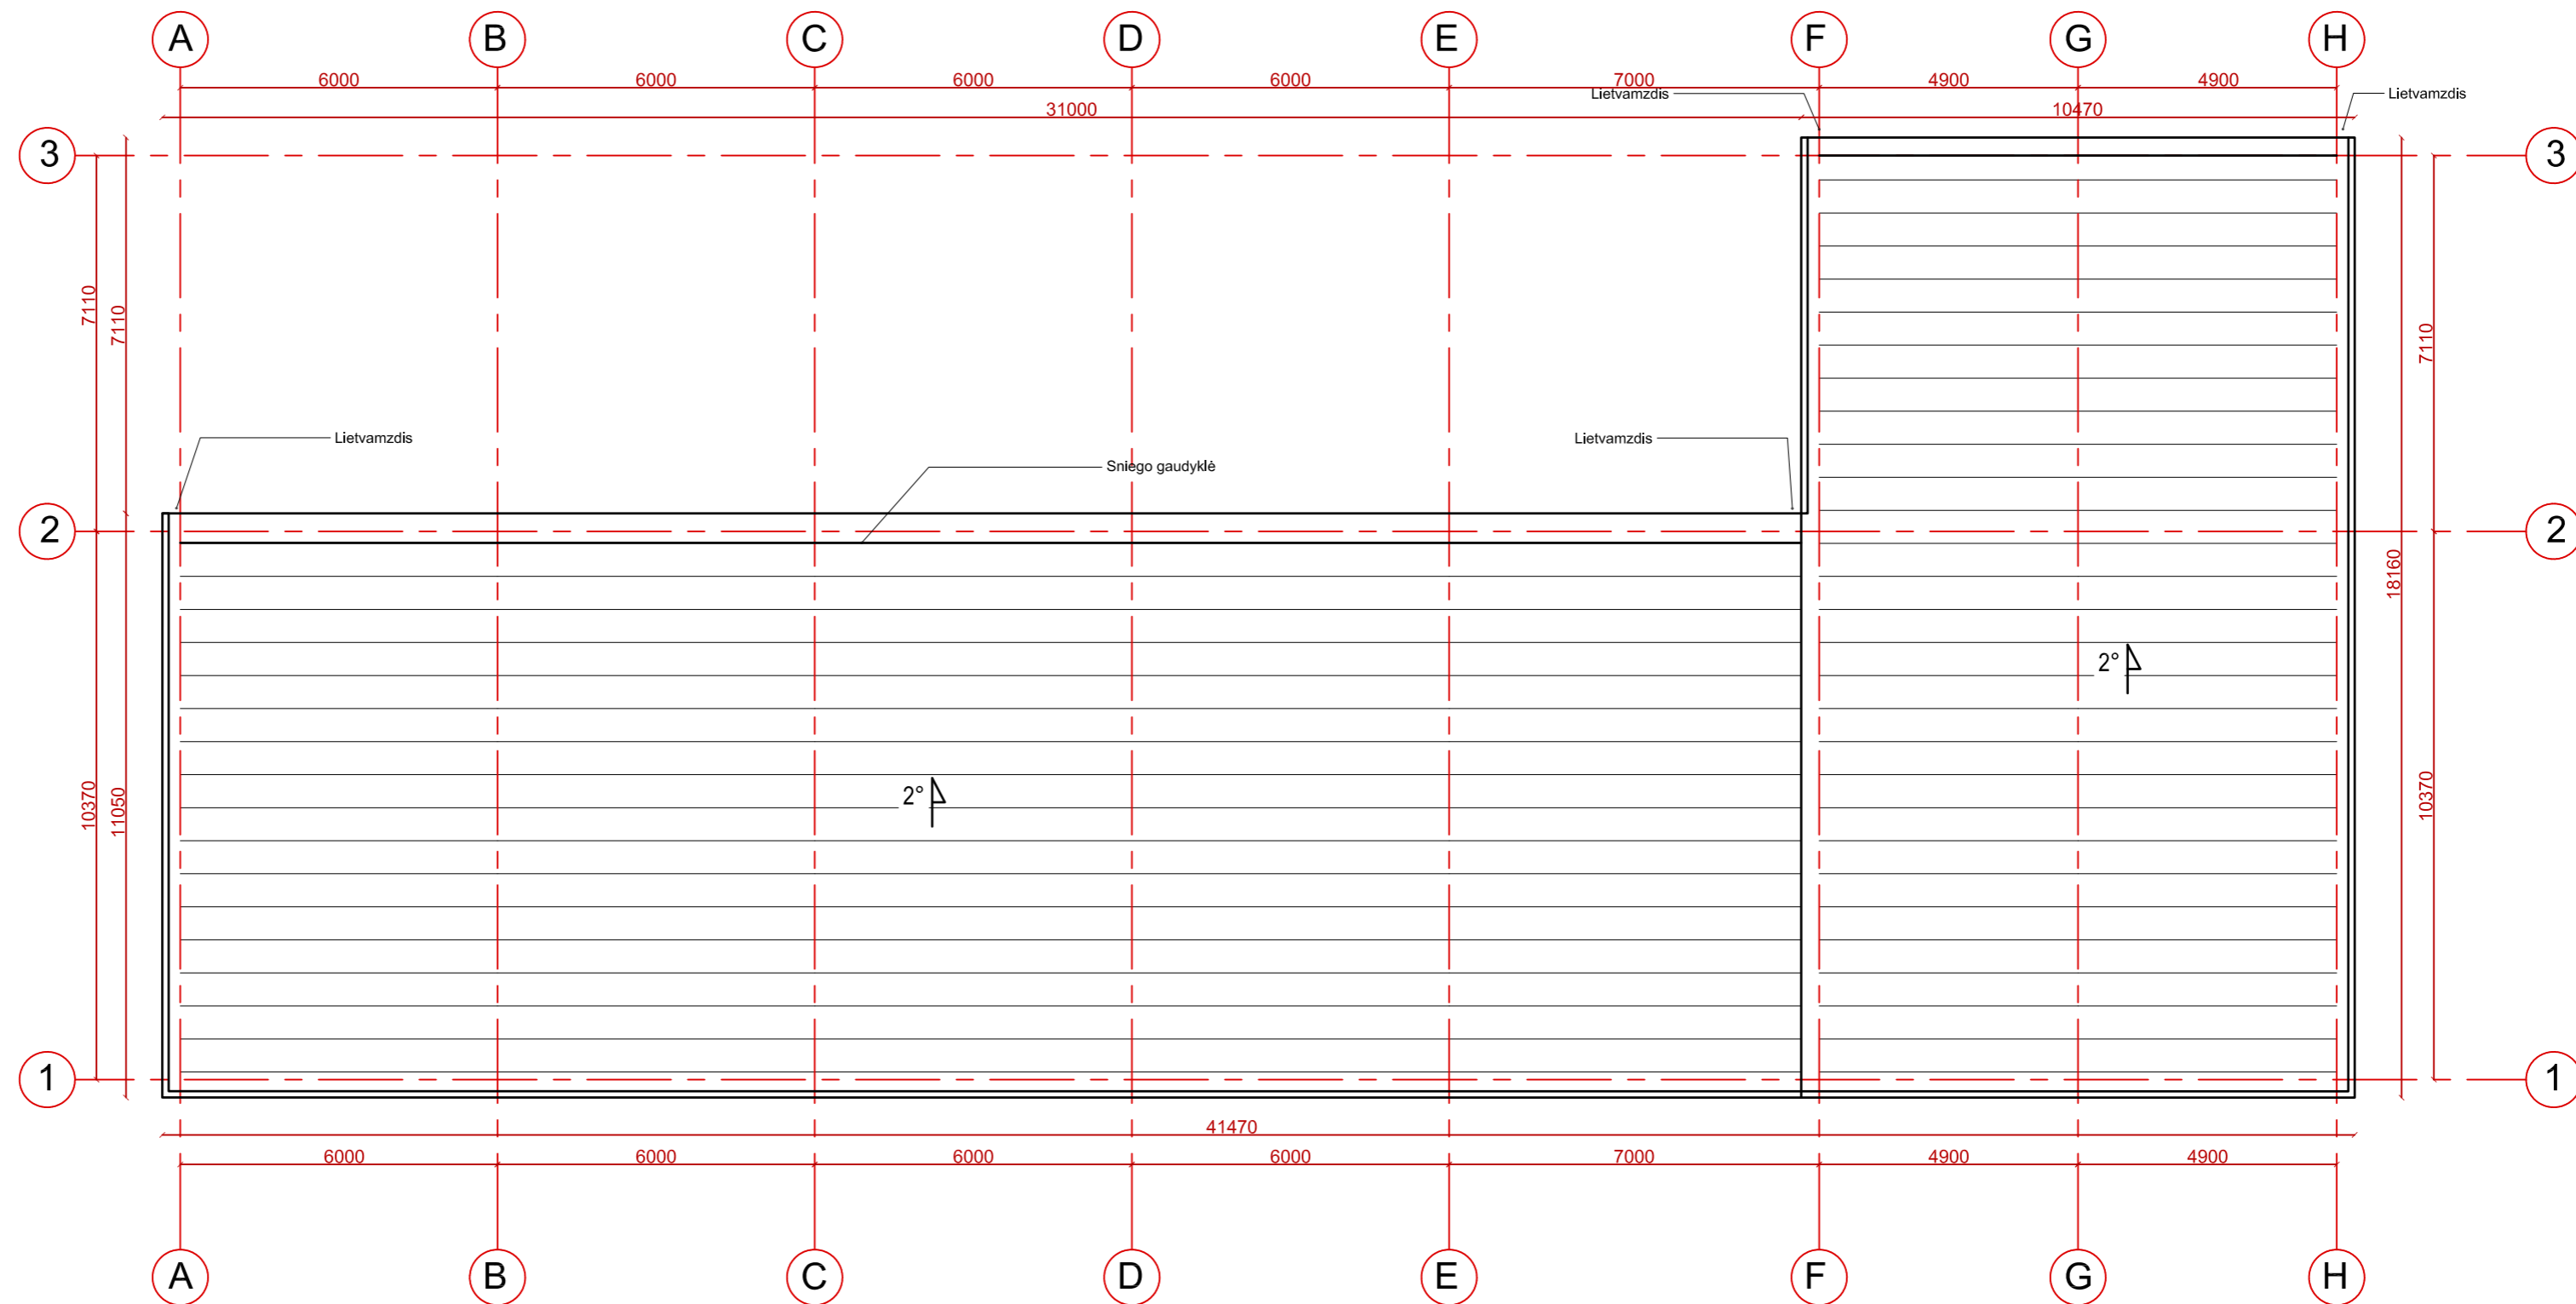 A B C D E F G H
6000 6000 6000 6000 7000 4900 4900
Lietvamzdis Lietvamzdis
31000 10470
3 3
7110 7110 7110
Lietvamzdis Lietvamzdis
Sniego gaudyklė
2 2
18160
2°
2°
10370 11050 10370
1 1
41470
6000 6000 6000 6000 7000 4900 4900
A B C D E F G H